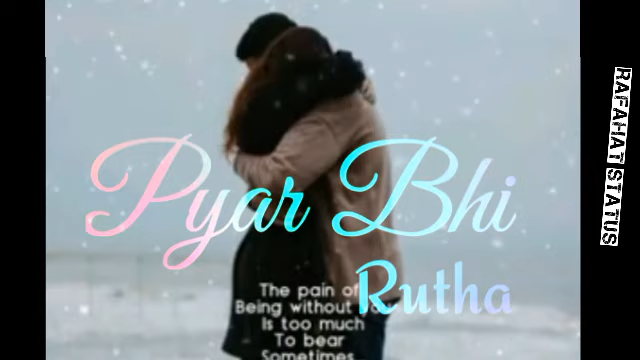 Pyar Bhi
Rutha
The pain of
Being without
Is too much
To bear
Sometimes
RAFAHAT STATUS